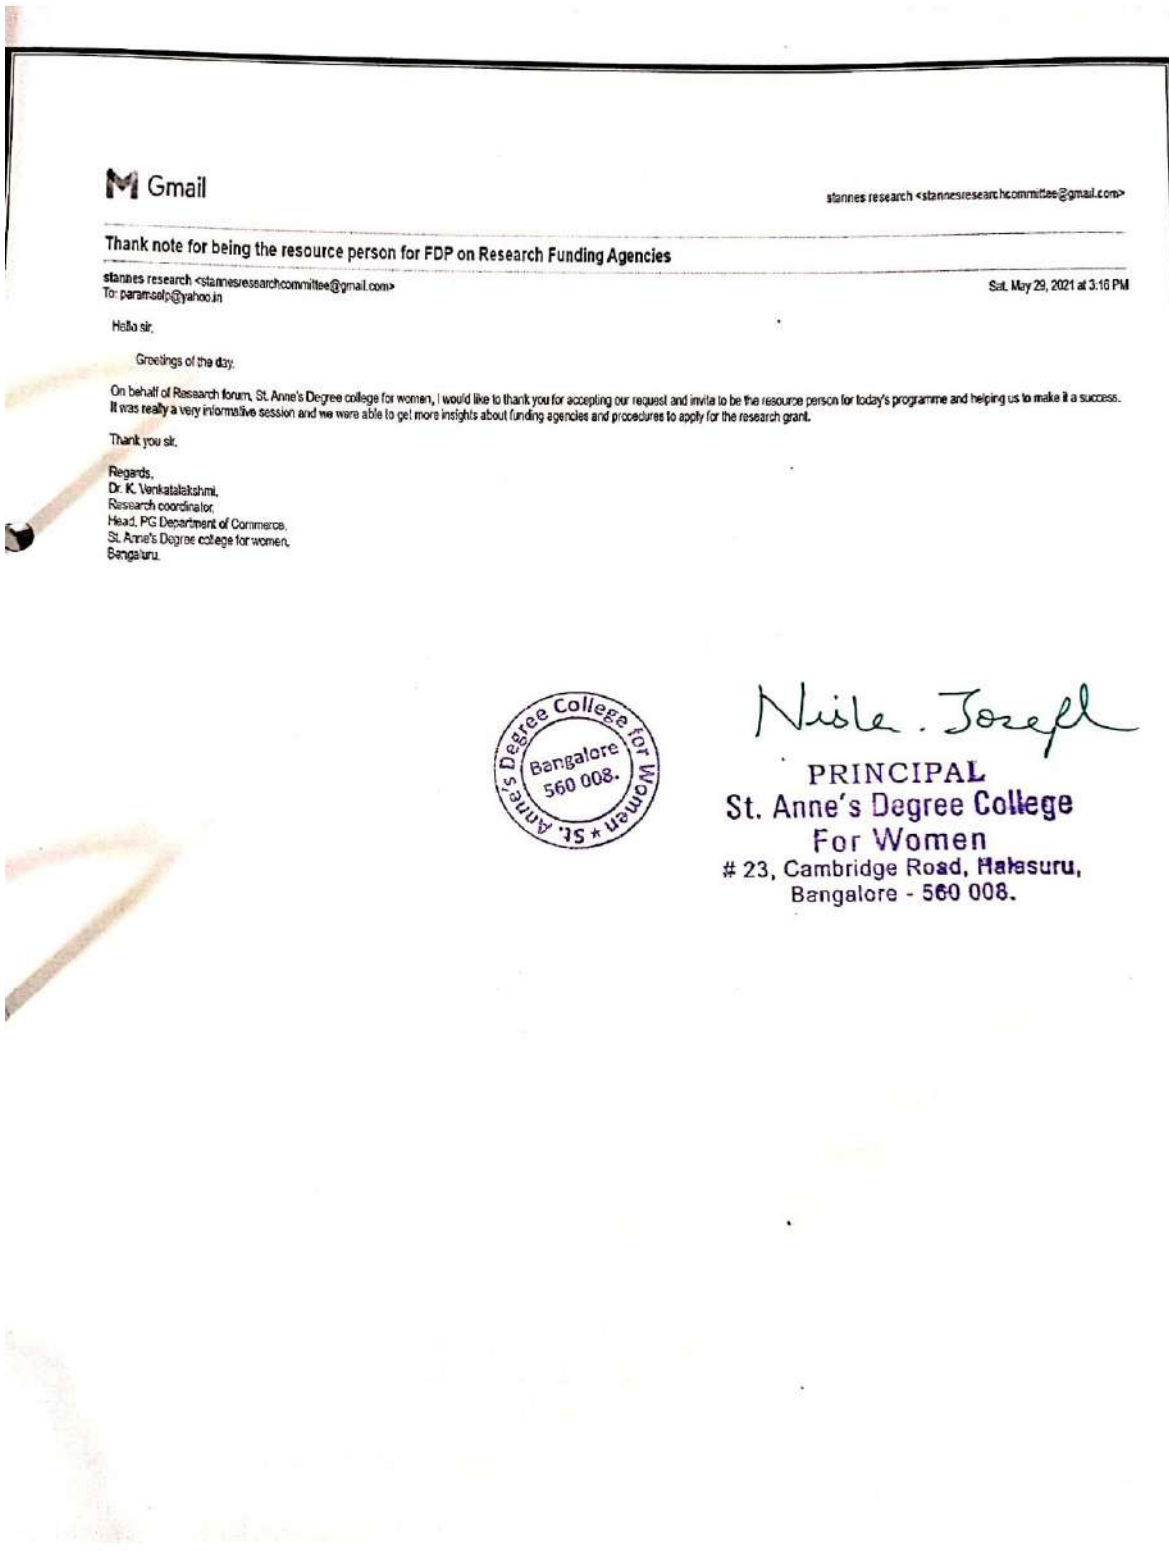 Gmail
stannes research <stannesresearchcommittee@gmail.com>
Thank note for being the resource person for FDP on Research Funding Agencies
stannes research <stannesresearchcommittee@gmail.com>
Sat, May 29, 2021 at 3:16 PM
To: paramselp@yahoo.in
Hello sir,
Greetings of the day.
On behalf of Research forum, St. Anne's Degree college for women, I would like to thank you for accepting our request and invite to be the resource person for today's programme and helping us to make it a success.
It was really a very informative session and we were able to get more insights about funding agencies and procedures to apply for the research grant.
Thank you sir.
Regards,
Dr. K. Venkatalakshmi,
Research coordinator,
Head, PG Department of Commerce,
St. Anne's Degree college for women,
Bengaluru.
St. Anne's Degree College for Women ★
Bangalore
560 008.
Joseph
PRINCIPAL
St. Anne's Degree College
For Women
# 23, Cambridge Road, Halasuru,
Bangalore - 560 008.